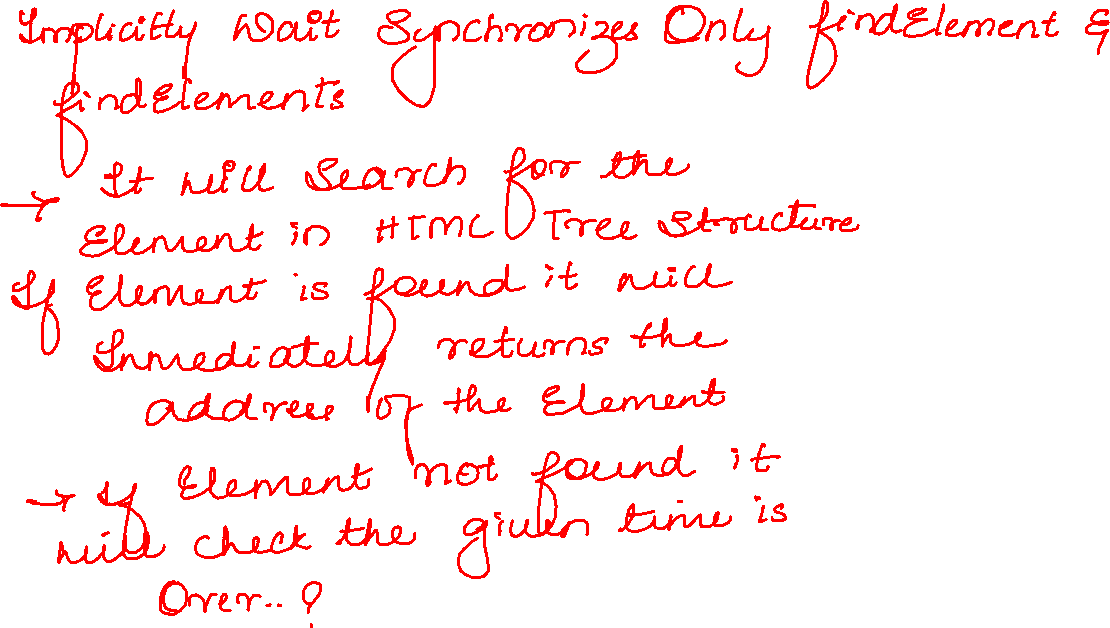 Implicitly Wait Synchronizes Only findElement &
findElements
→ It will Search for the
Element in HTML Tree Structure
If Element is found it will
Immediately returns the
address of the Element
→ If Element not found it
will check the given time is
Over..?